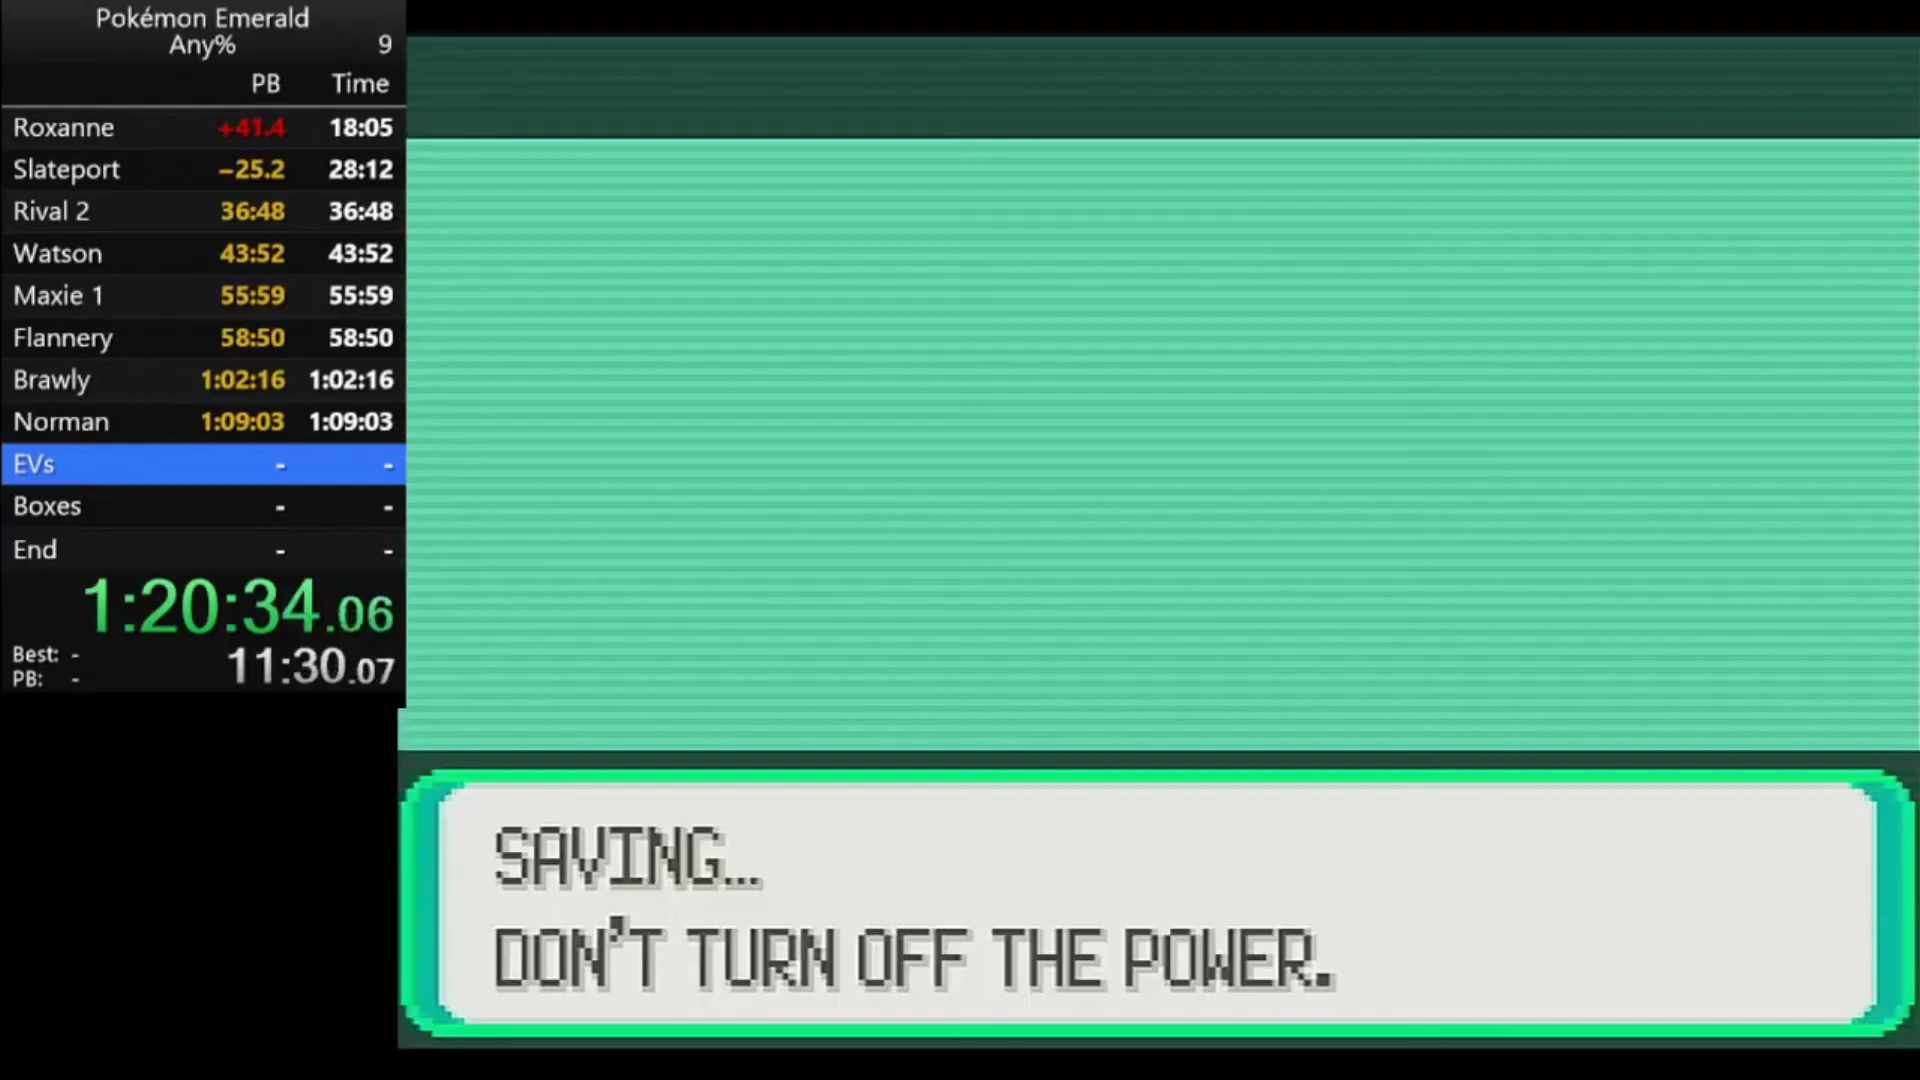 Pokémon Emerald
Any% 9
PB Time
Roxanne +41.4 18:05
Slateport −25.2 28:12
Rival 2 36:48 36:48
Watson 43:52 43:52
Maxie 1 55:59 55:59
Flannery 58:50 58:50
Brawly 1:02:16 1:02:16
Norman 1:09:03 1:09:03
EVs - -
Boxes - -
End - -
1:20:34.06
Best: -
PB: - 11:30.07
SAVING...
DON'T TURN OFF THE POWER.